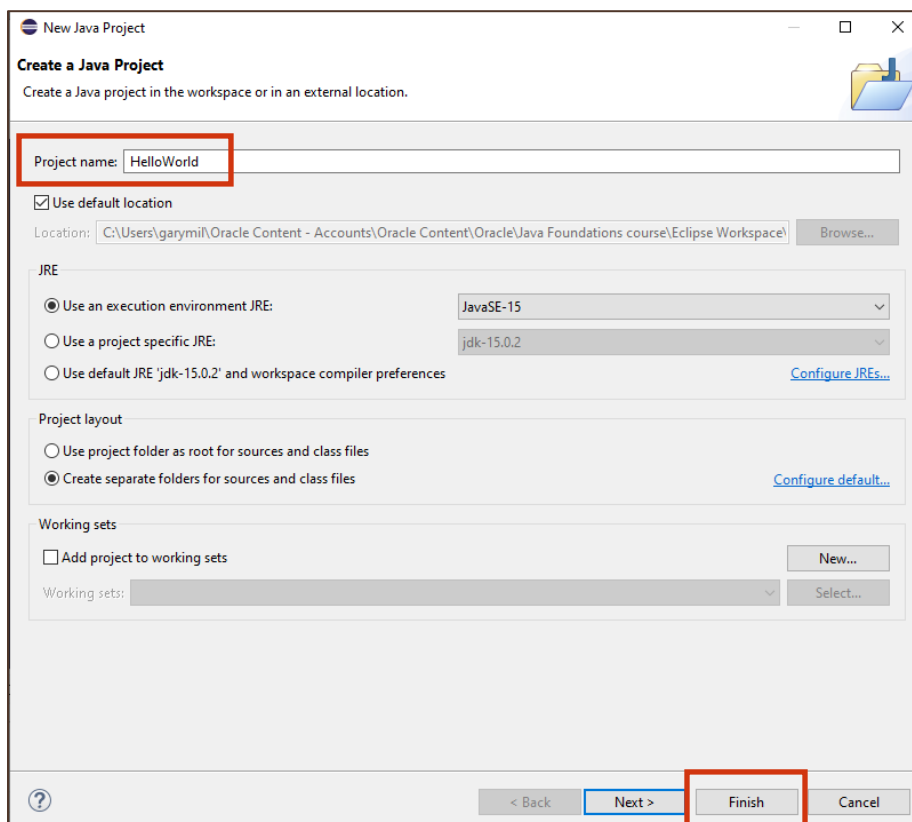 New Java Project
Create a Java Project
Create a Java project in the workspace or in an external location.
Project name: HelloWorld
Use default location
Location: C:\Users\garymil\Oracle Content - Accounts\Oracle Content\Oracle\Java Foundations course\Eclipse Workspace\ Browse...
JRE
Use an execution environment JRE: JavaSE-15
Use a project specific JRE: jdk-15.0.2
Use default JRE 'jdk-15.0.2' and workspace compiler preferences Configure JREs...
Project layout
Use project folder as root for sources and class files
Create separate folders for sources and class files Configure default...
Working sets
Add project to working sets New...
Working sets: Select...
? < Back Next > Finish Cancel